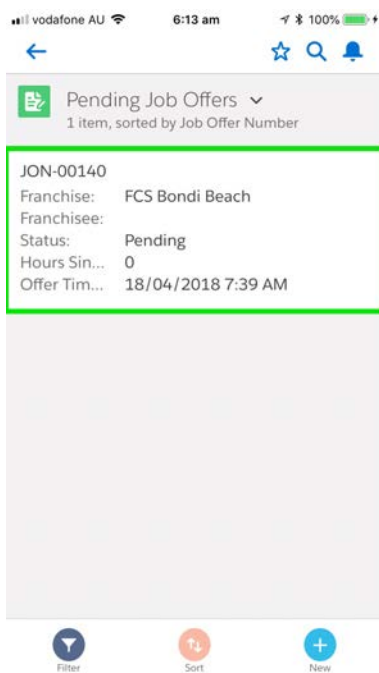 vodafone AU 6:13 am 100%
Pending Job Offers
1 item, sorted by Job Offer Number
JON-00140
Franchise: FCS Bondi Beach
Franchisee:
Status: Pending
Hours Sin... 0
Offer Tim... 18/04/2018 7:39 AM
Filter Sort New